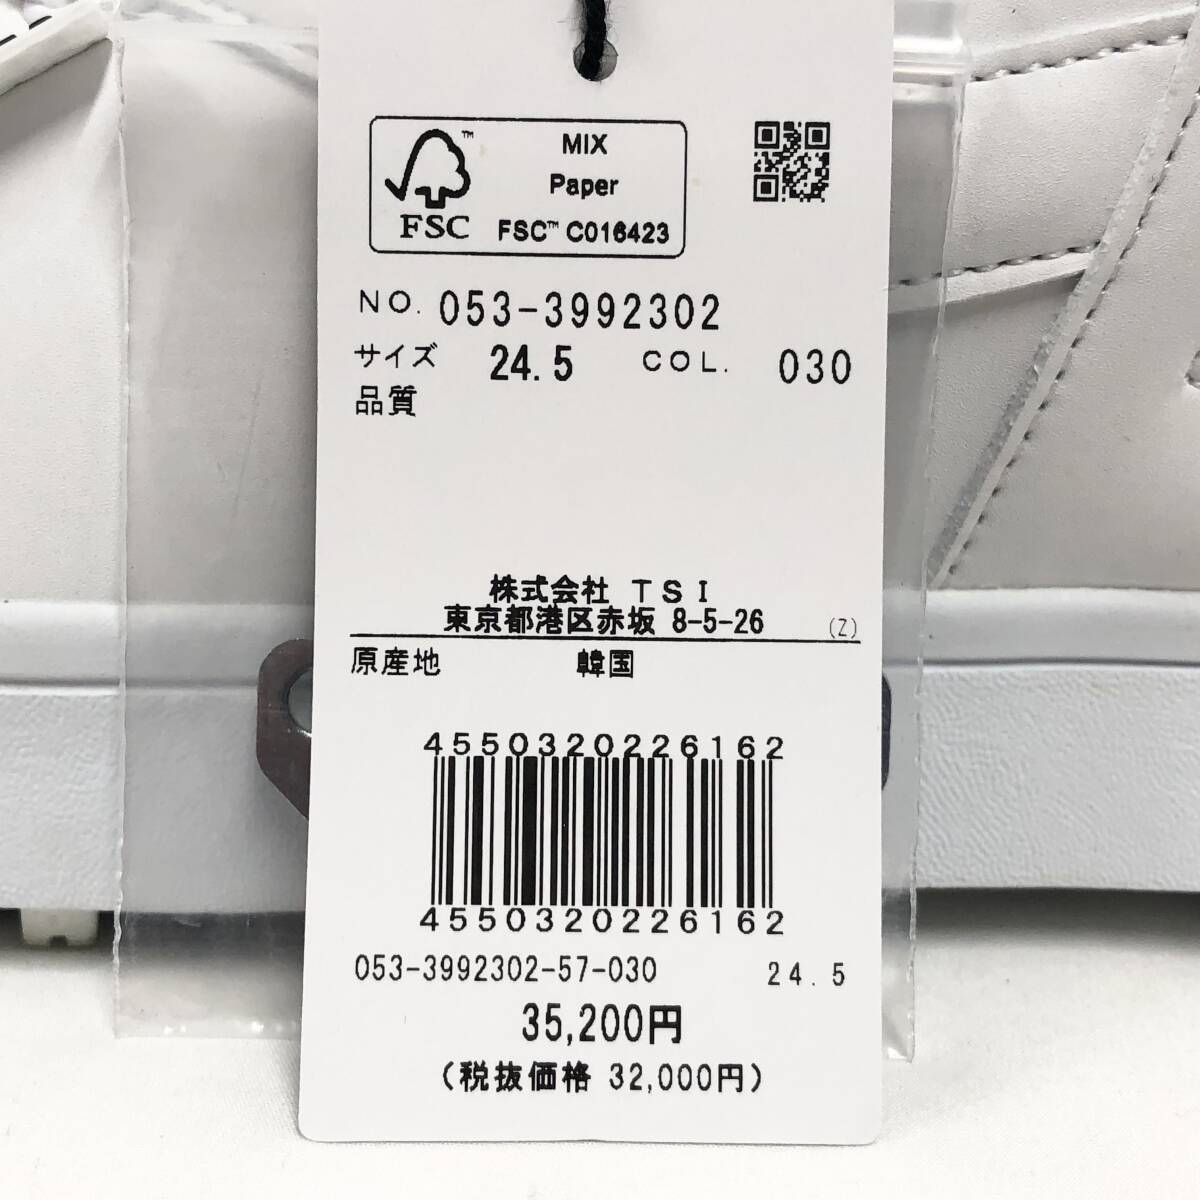 FSC™
MIX
Paper
FSC™ C016423
NO. 053-3992302
サイズ 24.5 COL. 030
品質
株式会社 TSI
東京都港区赤坂 8-5-26 (Z)
原産地 韓国
4550320226162
4550320226162
053-3992302-57-030 24.5
35,200円
(税抜価格 32,000円)